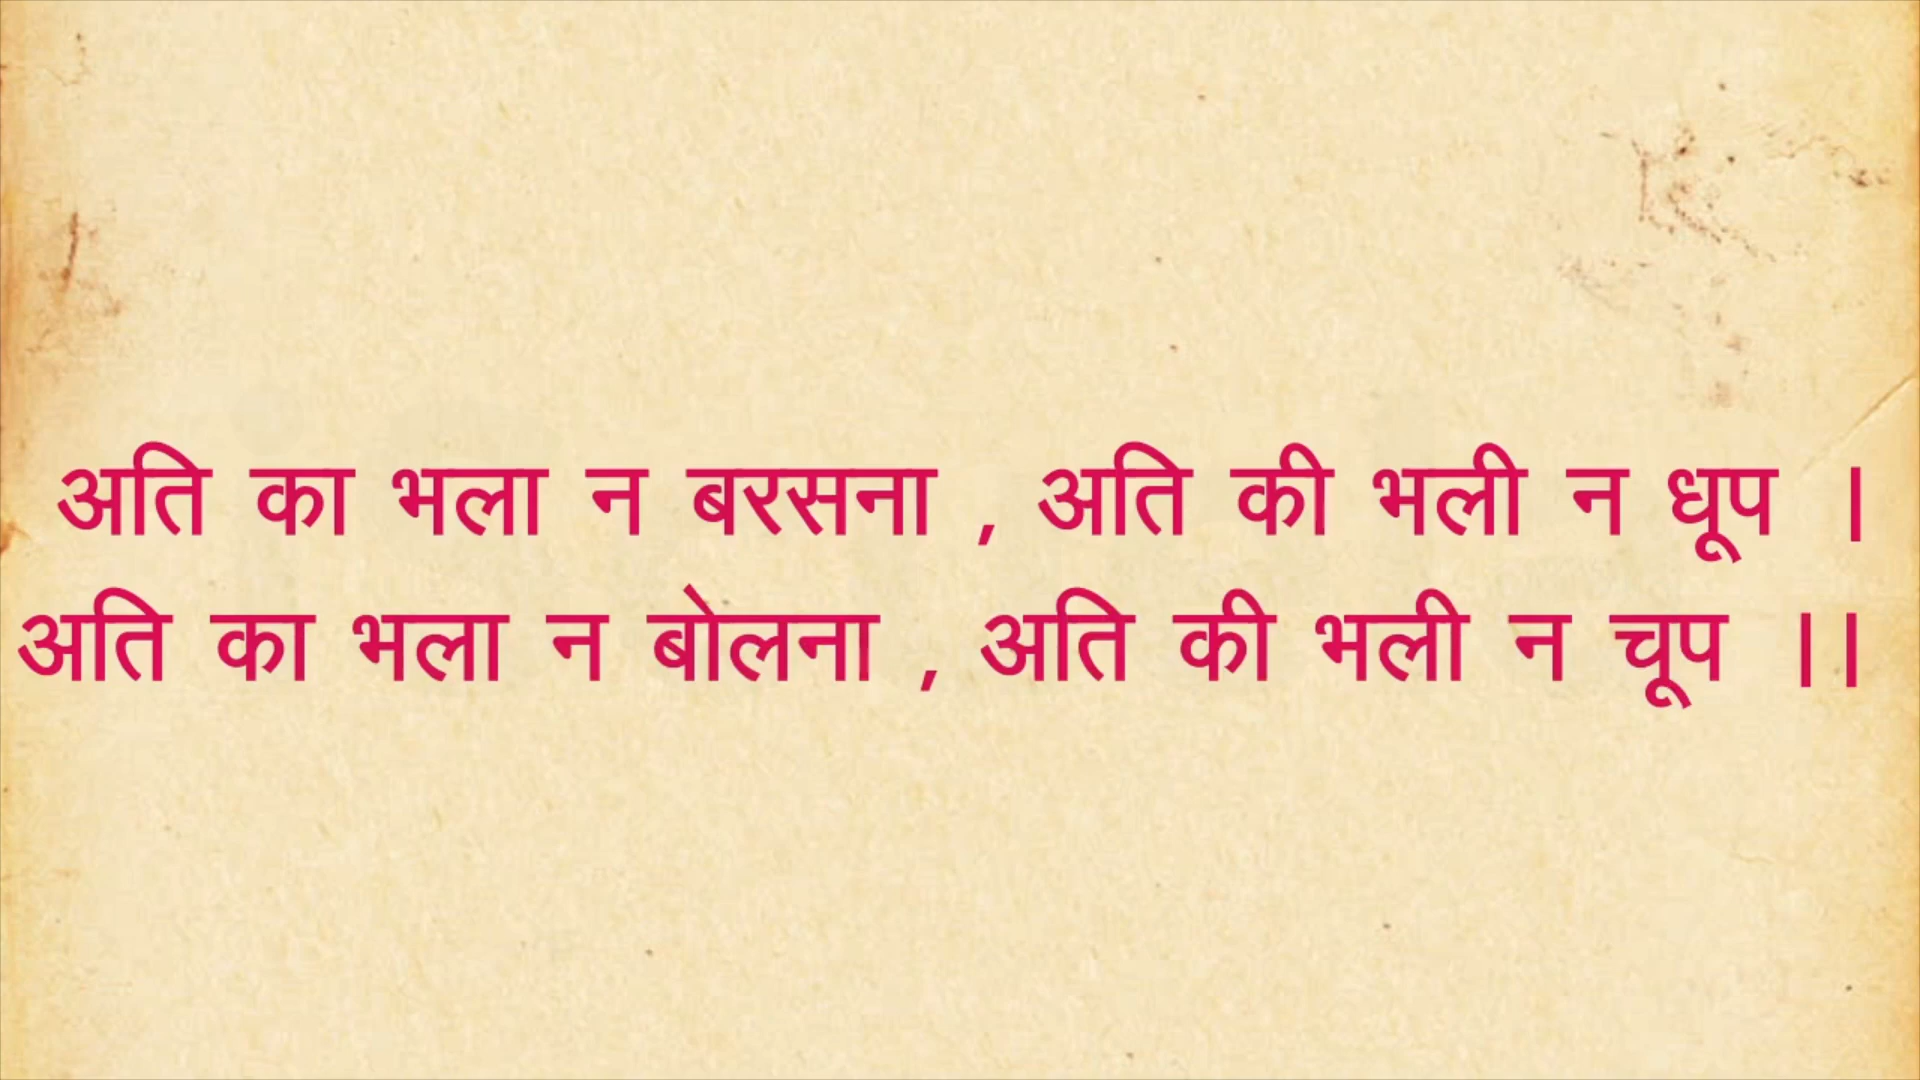 अति का भला न बरसना , अति की भली न धूप ।
अति का भला न बोलना , अति की भली न चूप ।।